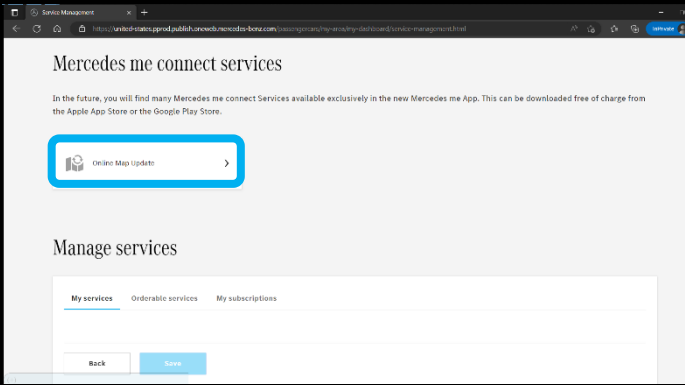 Service Management
https://united-states.pprod.publish.oneweb.mercedes-benz.com/passengercars/my-area/my-dashboard/service-management.html
InPrivate
Mercedes me connect services
In the future, you will find many Mercedes me connect Services available exclusively in the new Mercedes me App. This can be downloaded free of charge from
the Apple App Store or the Google Play Store.
Online Map Update
Manage services
My services
Orderable services
My subscriptions
Back
Save